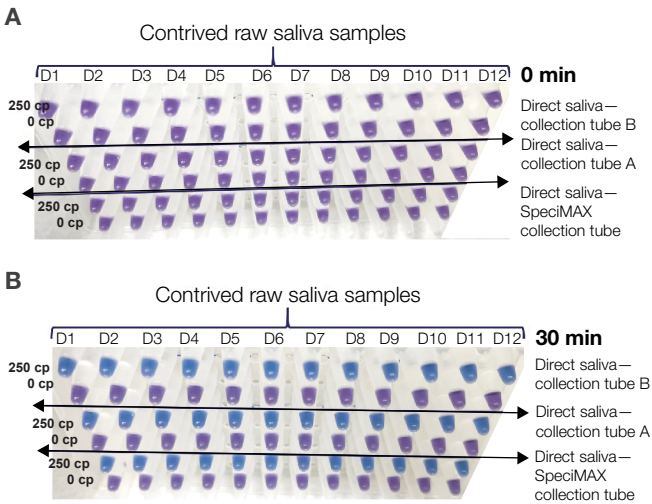 A
Contrived raw saliva samples
D1 D2 D3 D4 D5 D6 D7 D8 D9 D10 D11 D12
0 min
250 cp
0 cp
Direct saliva—
collection tube B
250 cp
0 cp
Direct saliva—
collection tube A
250 cp
0 cp
Direct saliva—
SpeciMAX
collection tube
B
Contrived raw saliva samples
D1 D2 D3 D4 D5 D6 D7 D8 D9 D10 D11 D12
30 min
250 cp
0 cp
Direct saliva—
collection tube B
250 cp
0 cp
Direct saliva—
collection tube A
250 cp
0 cp
Direct saliva—
SpeciMAX
collection tube